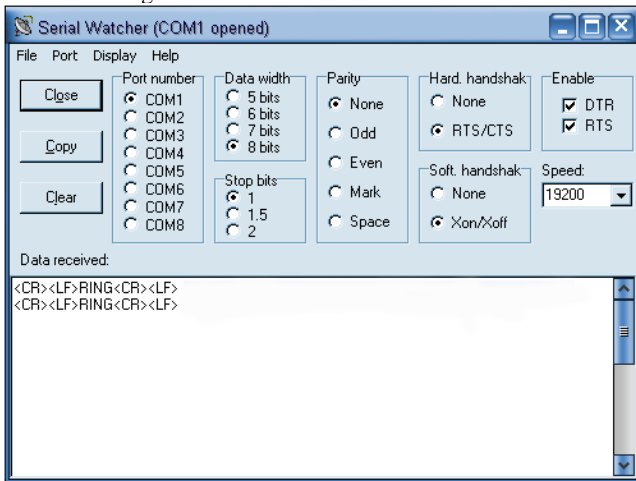 Serial Watcher (COM1 opened)
File Port Display Help
Close
Copy
Clear
Port number
COM1
COM2
COM3
COM4
COM5
COM6
COM7
COM8
Data width
5 bits
6 bits
7 bits
8 bits
Stop bits
1
1.5
2
Parity
None
Odd
Even
Mark
Space
Hard. handshak
None
RTS/CTS
Soft. handshak
None
Xon/Xoff
Enable
DTR
RTS
Speed:
19200
Data received:
<CR><LF>RING<CR><LF>
<CR><LF>RING<CR><LF>